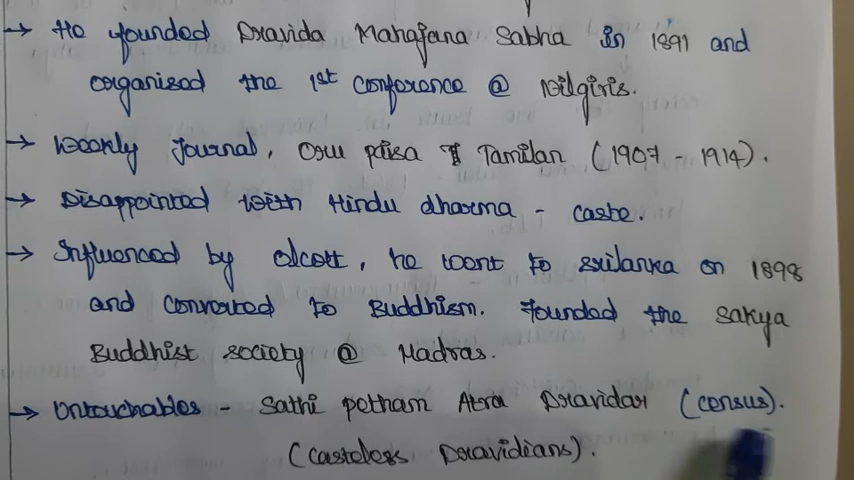 → He founded Dravida Mahajana Sabha in 1891 and
organised the 1st conference @ Nilgiris.
→ Weekly Journal, Oru paisa Tamilan (1907 - 1914).
→ Disappointed with Hindu dharma - caste.
→ Influenced by olcott, he went to srilanka on 1898
and converted to Buddhism. Founded the Sakya
Buddhist society @ Madras.
→ Untouchables - Sathi petham Atra Dravidar (census).
(casteless Dravidians).